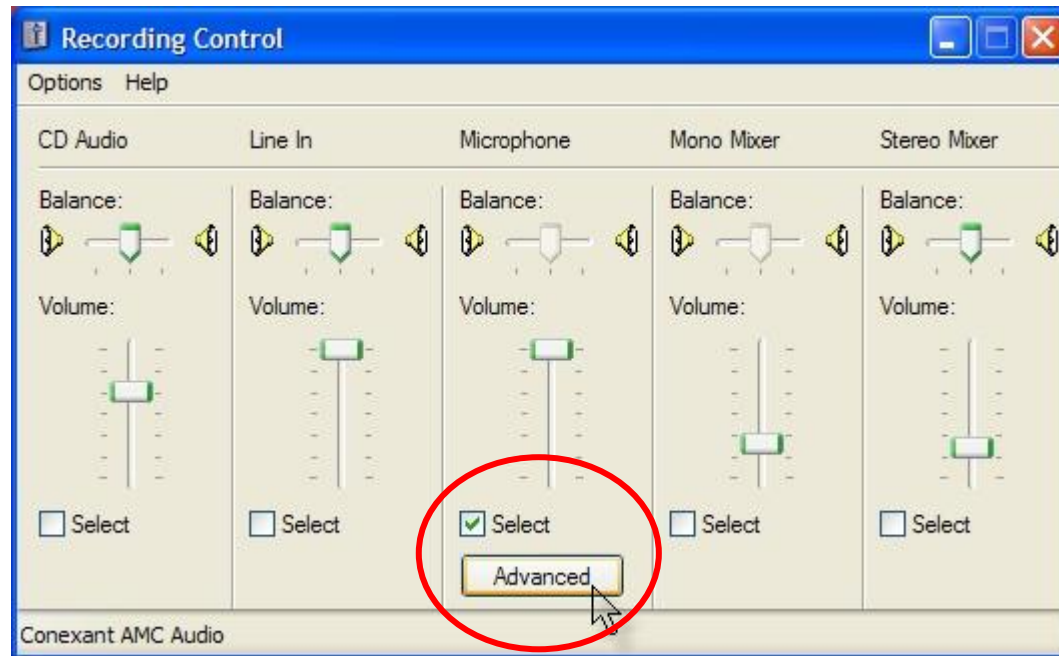 Recording Control
Options Help
CD Audio Line In Microphone Mono Mixer Stereo Mixer
Balance: Balance: Balance: Balance: Balance:
Volume: Volume: Volume: Volume: Volume:
Select Select Select Select Select
Advanced
Conexant AMC Audio